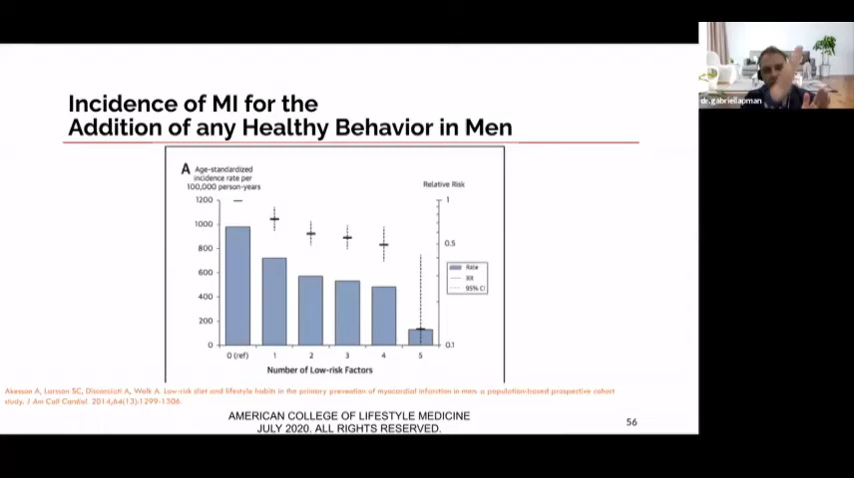 Incidence of MI for the
Addition of any Healthy Behavior in Men
A Age-standardized
incidence rate per
100,000 person-years
Relative Risk
1200
1000
800
600
400
200
0
1
0.5
0.1
Rate
RR
95% CI
0 (ref) 1 2 3 4 5
Number of Low-risk Factors
Akesson A, Larsson SC, Discacciati A, Wolk A. Low-risk diet and lifestyle habits in the primary prevention of myocardial infarction in men: a population-based prospective cohort
study. J Am Coll Cardiol. 2014;64(13):1299-1306.
AMERICAN COLLEGE OF LIFESTYLE MEDICINE
JULY 2020. ALL RIGHTS RESERVED.
56
dr.gabriellapman